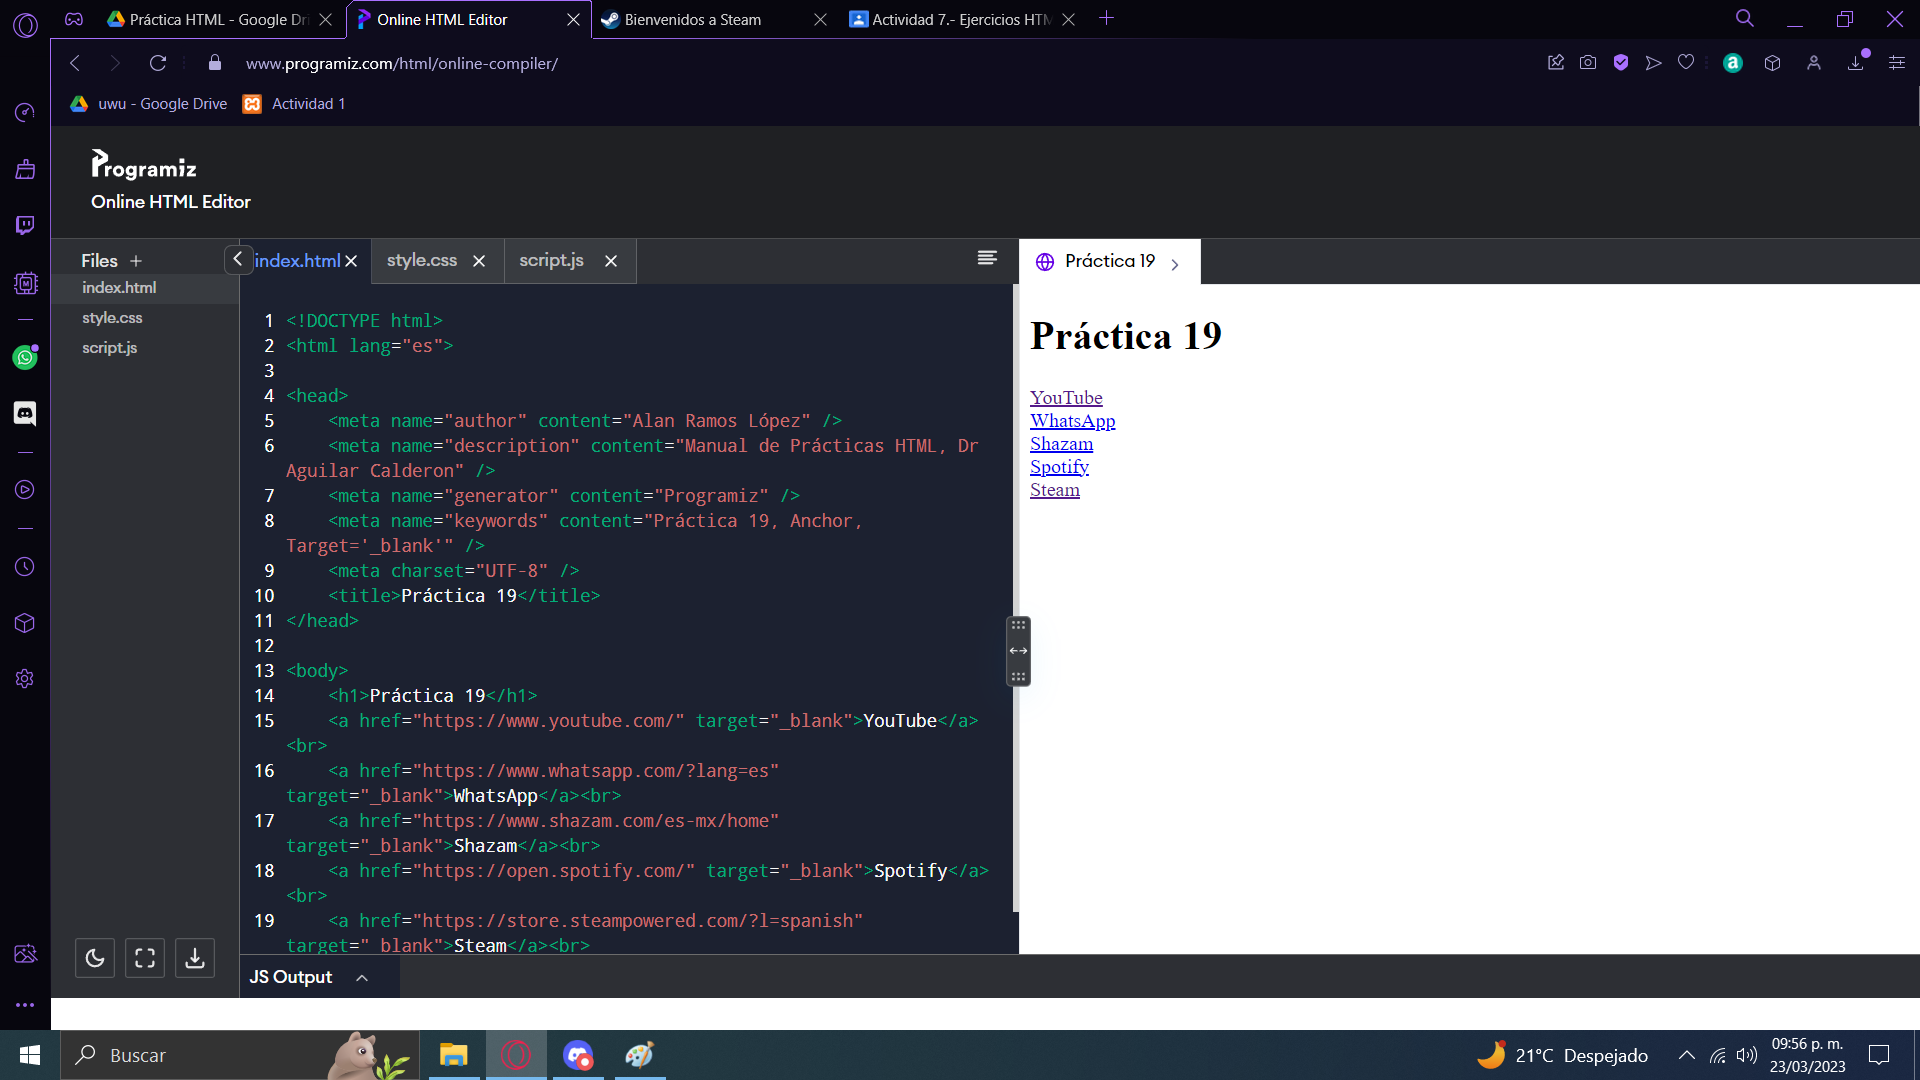 Práctica HTML - Google Dri
Online HTML Editor
Bienvenidos a Steam
Actividad 7.- Ejercicios HTM
www.programiz.com/html/online-compiler/
uwu - Google Drive
Actividad 1
Programiz
Online HTML Editor
Files +
index.html
style.css
script.js
index.html
style.css
script.js
1 <!DOCTYPE html>
2 <html lang="es">
3
4 <head>
5 <meta name="author" content="Alan Ramos López" />
6 <meta name="description" content="Manual de Prácticas HTML, Dr
Aguilar Calderon" />
7 <meta name="generator" content="Programiz" />
8 <meta name="keywords" content="Práctica 19, Anchor,
Target='_blank'" />
9 <meta charset="UTF-8" />
10 <title>Práctica 19</title>
11 </head>
12
13 <body>
14 <h1>Práctica 19</h1>
15 <a href="https://www.youtube.com/" target="_blank">YouTube</a>
<br>
16 <a href="https://www.whatsapp.com/?lang=es"
target="_blank">WhatsApp</a><br>
17 <a href="https://www.shazam.com/es-mx/home"
target="_blank">Shazam</a><br>
18 <a href="https://open.spotify.com/" target="_blank">Spotify</a>
<br>
19 <a href="https://store.steampowered.com/?l=spanish"
target="_blank">Steam</a><br>
JS Output
Práctica 19
Práctica 19
YouTube
WhatsApp
Shazam
Spotify
Steam
Buscar
21°C Despejado
09:56 p. m.
23/03/2023